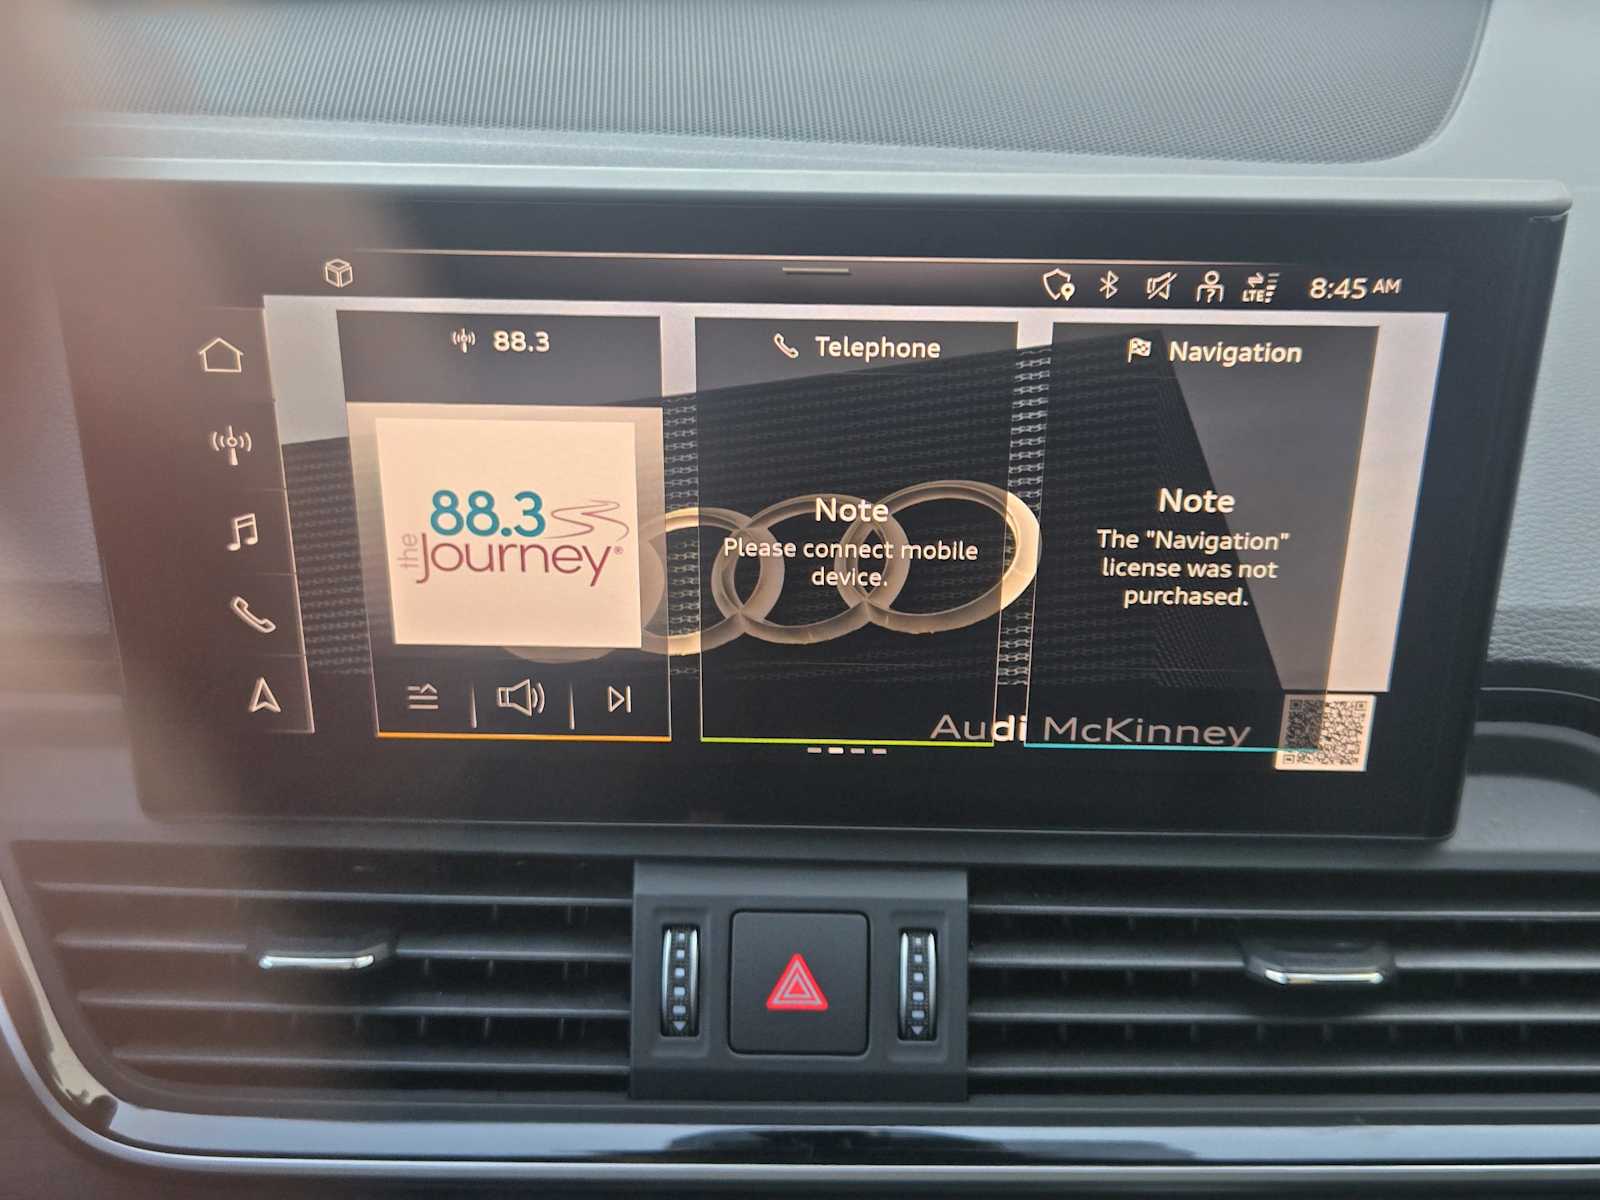 LTE
8:45 AM
88.3
Telephone
Navigation
88.3
the Journey®
Note
Please connect mobile
device.
Note
The "Navigation"
license was not
purchased.
Audi McKinney